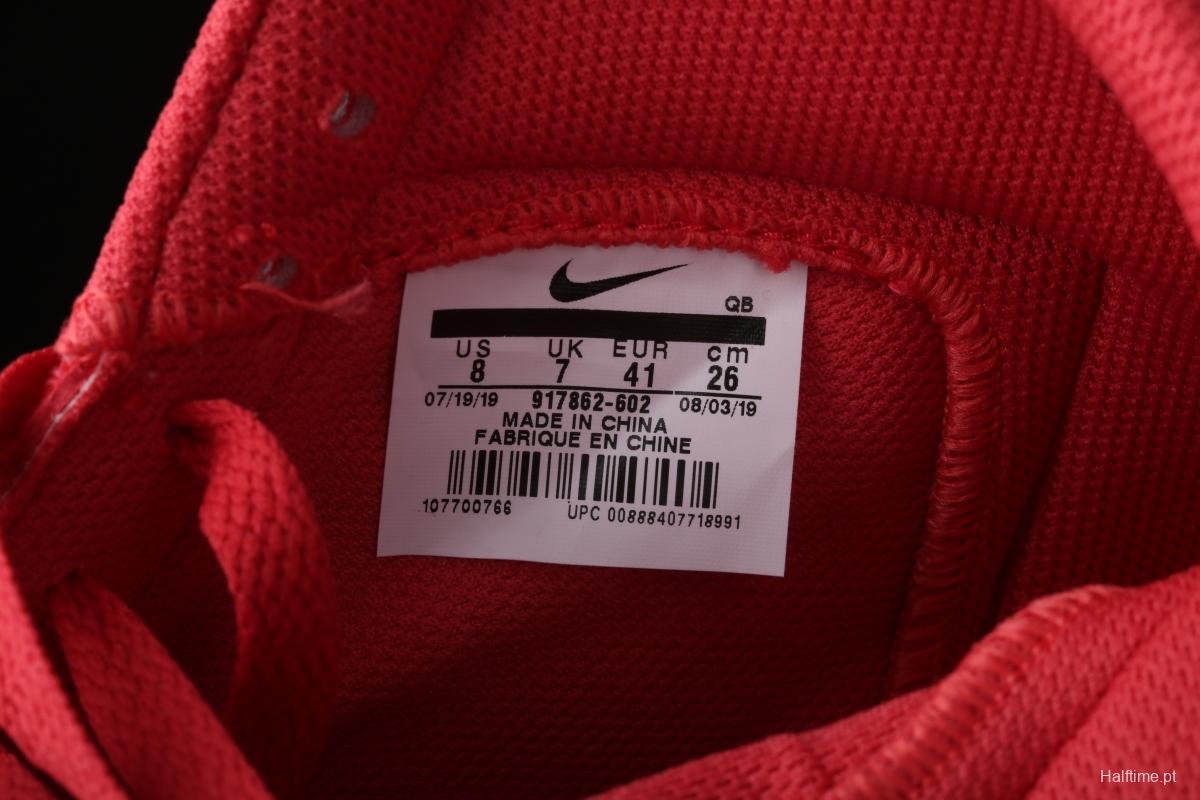 QB
US UK EUR cm
8 7 41 26
07/19/19 917862-602 08/03/19
MADE IN CHINA
FABRIQUE EN CHINE
107700766 UPC 00888407718991
Halftime.pt